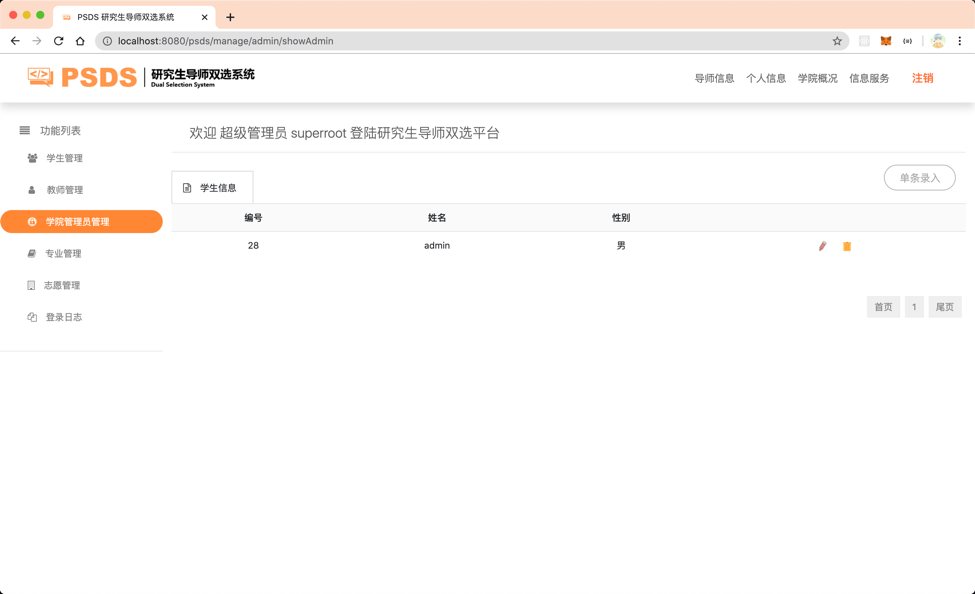 PSDS 研究生导师双选系统
localhost:8080/psds/manage/admin/showAdmin
PSDS 研究生导师双选系统
Dual Selection System
导师信息 个人信息 学院概况 信息服务 注销
功能列表
学生管理
教师管理
学院管理员管理
专业管理
志愿管理
登录日志
欢迎 超级管理员 superroot 登陆研究生导师双选平台
单条录入
学生信息
编号 姓名 性别
28 admin 男
首页 1 尾页